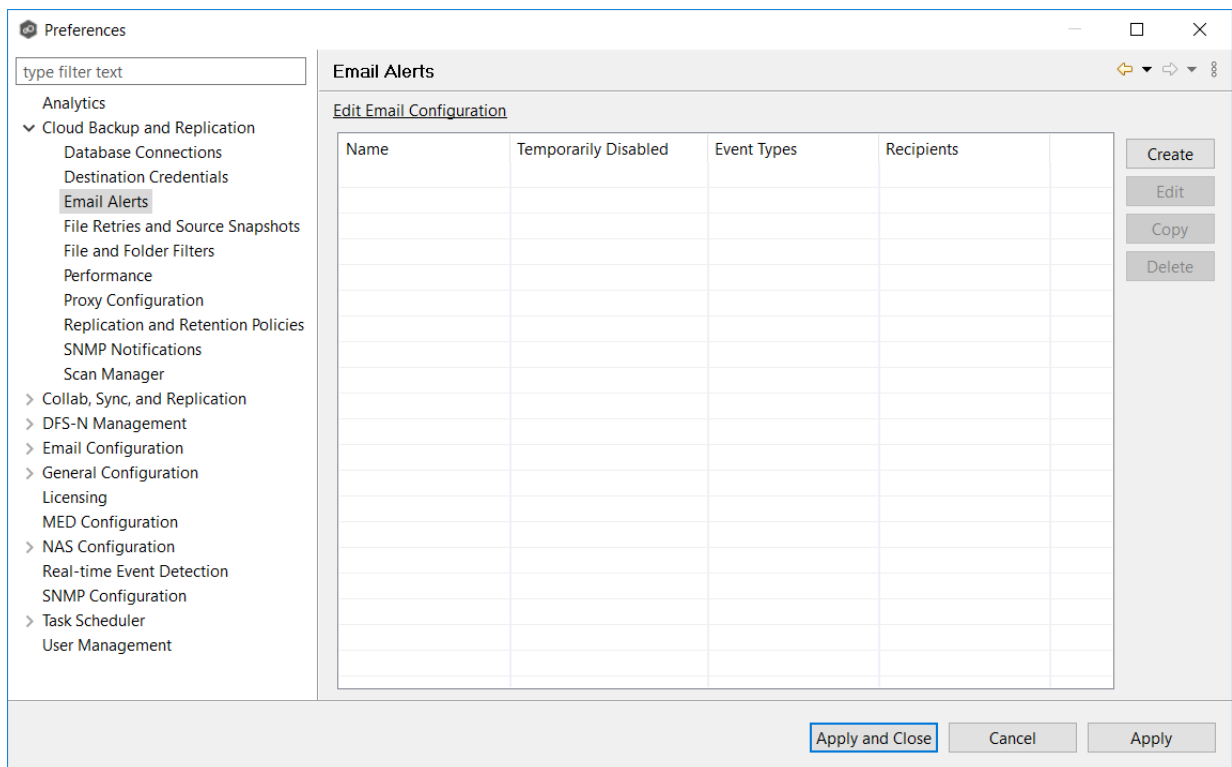 Preferences
type filter text
Analytics
Cloud Backup and Replication
Database Connections
Destination Credentials
Email Alerts
File Retries and Source Snapshots
File and Folder Filters
Performance
Proxy Configuration
Replication and Retention Policies
SNMP Notifications
Scan Manager
Collab, Sync, and Replication
DFS-N Management
Email Configuration
General Configuration
Licensing
MED Configuration
NAS Configuration
Real-time Event Detection
SNMP Configuration
Task Scheduler
User Management
Email Alerts
Edit Email Configuration
Name Temporarily Disabled Event Types Recipients
Create
Edit
Copy
Delete
Apply and Close Cancel Apply